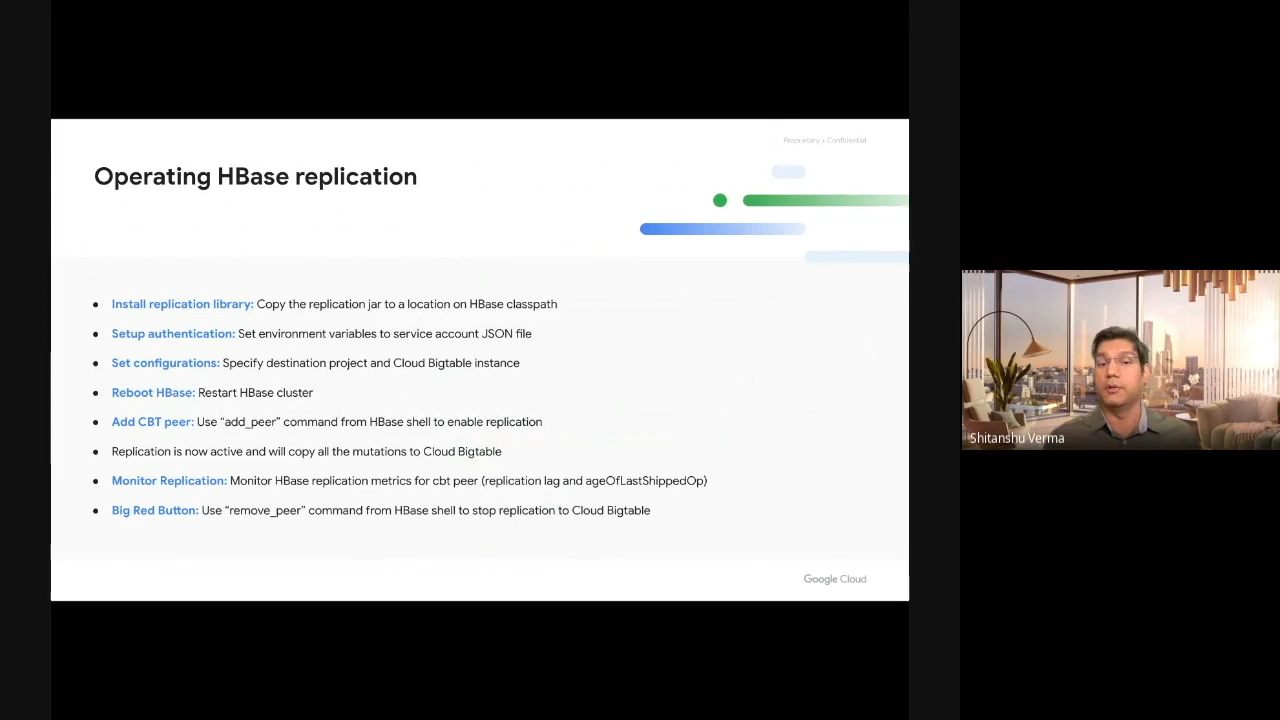 Proprietary + Confidential
Operating HBase replication
● Install replication library: Copy the replication jar to a location on HBase classpath
● Setup authentication: Set environment variables to service account JSON file
● Set configurations: Specify destination project and Cloud Bigtable instance
● Reboot HBase: Restart HBase cluster
● Add CBT peer: Use “add_peer” command from HBase shell to enable replication
● Replication is now active and will copy all the mutations to Cloud Bigtable
● Monitor Replication: Monitor HBase replication metrics for cbt peer (replication lag and ageOfLastShippedOp)
● Big Red Button: Use “remove_peer” command from HBase shell to stop replication to Cloud Bigtable
Google Cloud
Shitanshu Verma